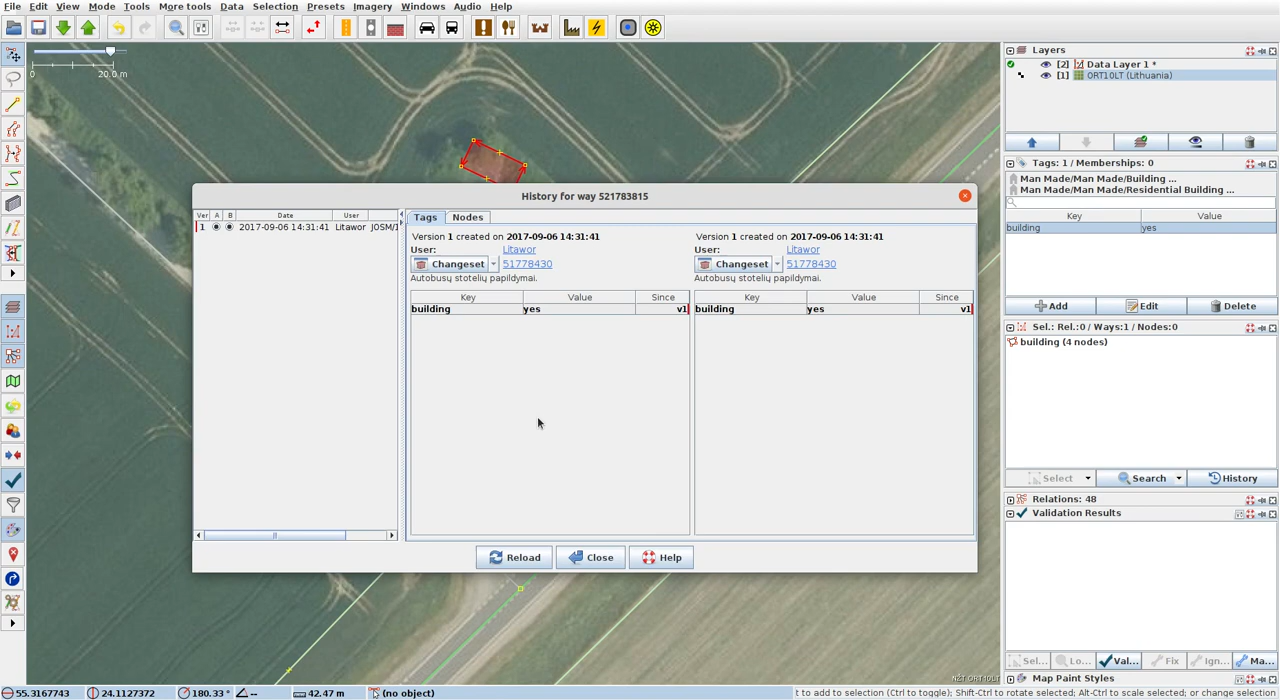 File Edit View Mode Tools More tools Data Selection Presets Imagery Windows Audio Help
0 20.0 m
Layers
[2] Data Layer 1 *
[1] ORT10LT (Lithuania)
Tags: 1 / Memberships: 0
Man Made/Man Made/Building ...
Man Made/Man Made/Residential Building ...
Key Value
building yes
Add Edit Delete
Sel.: Rel.:0 / Ways:1 / Nodes:0
building (4 nodes)
Select Search History
Relations: 48
Validation Results
Sel... Lo... Val... Fix Ign... Ma...
Map Paint Styles
History for way 521783815
Ver A B Date User
1 2017-09-06 14:31:41 Litawor JOSM/1
Tags Nodes
Version 1 created on 2017-09-06 14:31:41 Version 1 created on 2017-09-06 14:31:41
User: Litawor User: Litawor
Changeset 51778430 Changeset 51778430
Autobusų stotelių papildymai. Autobusų stotelių papildymai.
Key Value Since Key Value Since
building yes v1 building yes v1
Reload Close Help
NŽT ORT10LT
55.3167743 24.1127372 180.33° -- 42.47 m (no object)
t to add to selection (Ctrl to toggle); Shift-Ctrl to rotate selected; Alt-Ctrl to scale selected; or change selection